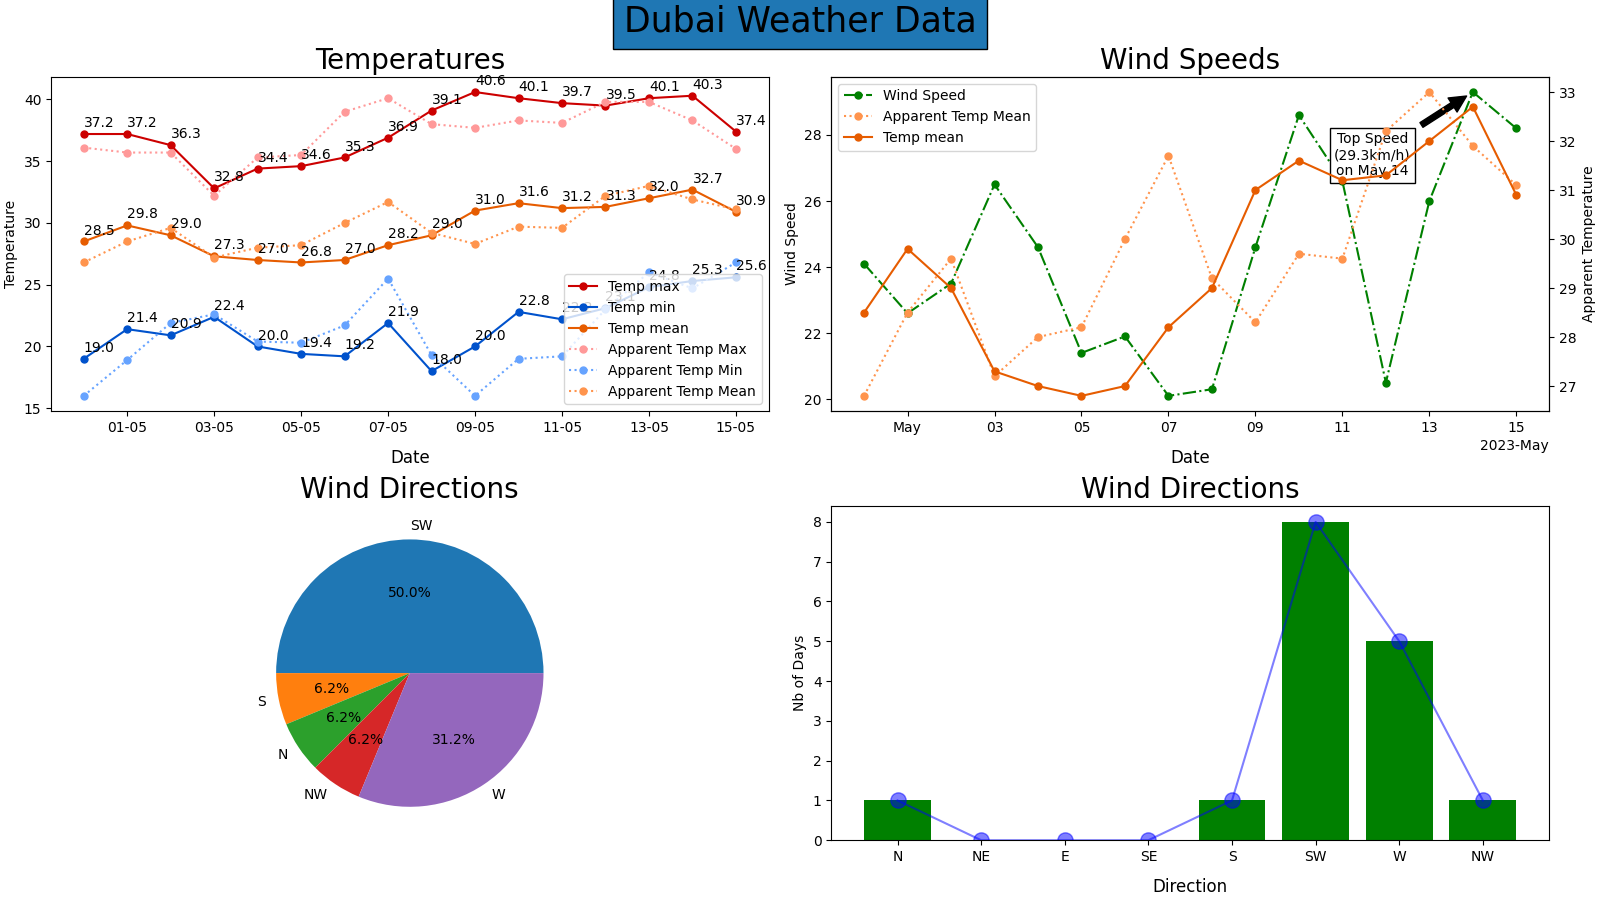 Dubai Weather Data
Temperatures
Temperature
40
35
30
25
20
15
37.2
37.2
36.3
32.8
34.4
34.6
35.3
36.9
39.1
40.6
40.1
39.7
39.5
40.1
40.3
37.4
28.5
29.8
29.0
27.3
27.0
26.8
27.0
28.2
29.0
31.0
31.6
31.2
31.3
32.0
32.7
30.9
19.0
21.4
20.9
22.4
20.0
19.4
19.2
21.9
18.0
20.0
22.8
23.1
24.8
25.3
25.6
Temp max
Temp min
Temp mean
Apparent Temp Max
Apparent Temp Min
Apparent Temp Mean
01-05 03-05 05-05 07-05 09-05 11-05 13-05 15-05
Date
Wind Speeds
Wind Speed
28
26
24
22
20
Wind Speed
Apparent Temp Mean
Temp mean
Top Speed
(29.3km/h)
on May 14
33
32
31
30
29
28
27
Apparent Temperature
May 03 05 07 09 11 13 15
2023-May
Date
Wind Directions
SW
50.0%
S
6.2%
N
6.2%
NW
6.2%
W
31.2%
Wind Directions
Nb of Days
8
7
6
5
4
3
2
1
0
N NE E SE S SW W NW
Direction